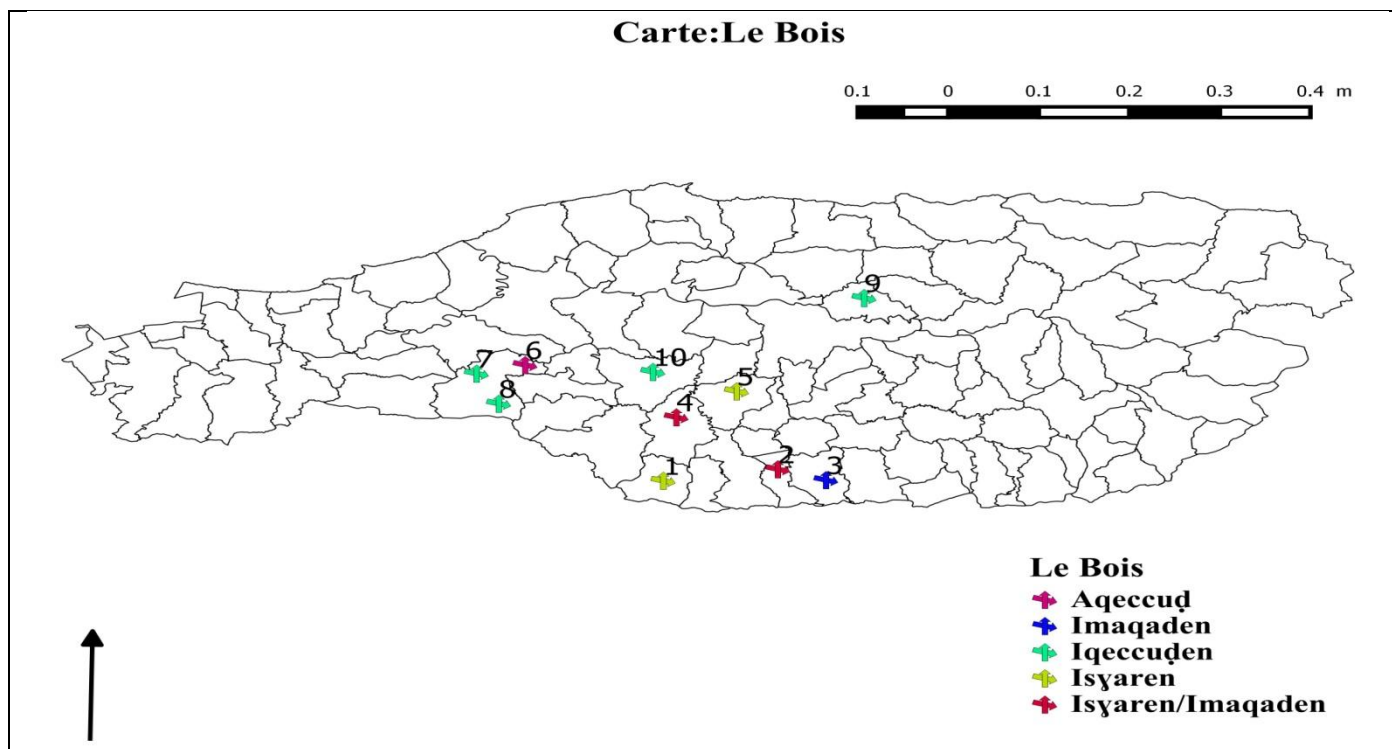 Carte:Le Bois
0.1 0 0.1 0.2 0.3 0.4 m
9
7 6 10
8 5
4
1 2 3
Le Bois
Aqeccuḍ
Imaqaden
Iqeccuḍen
Isɣaren
Isɣaren/Imaqaden